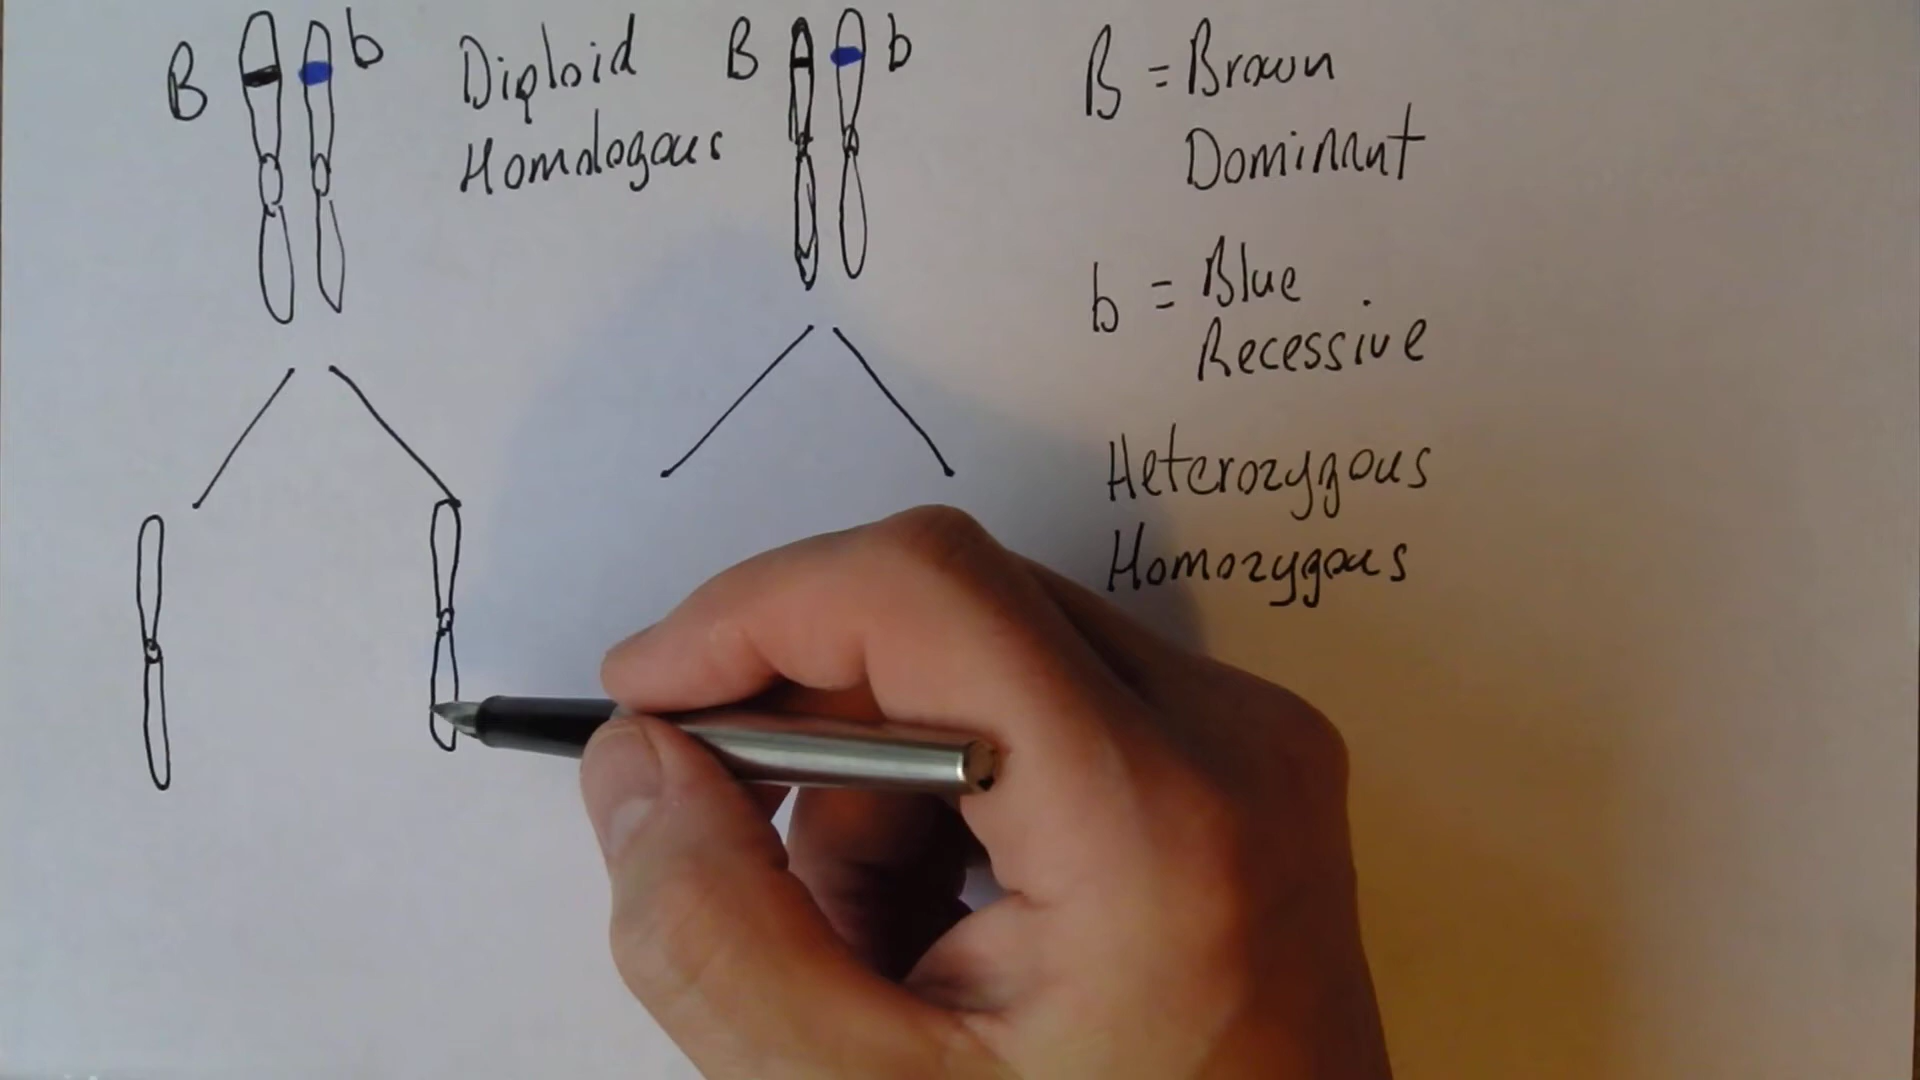 B b
Diploid
Homologous
B b
B = Brown
Dominant
b = Blue
Recessive
Heterozygous
Homozygous